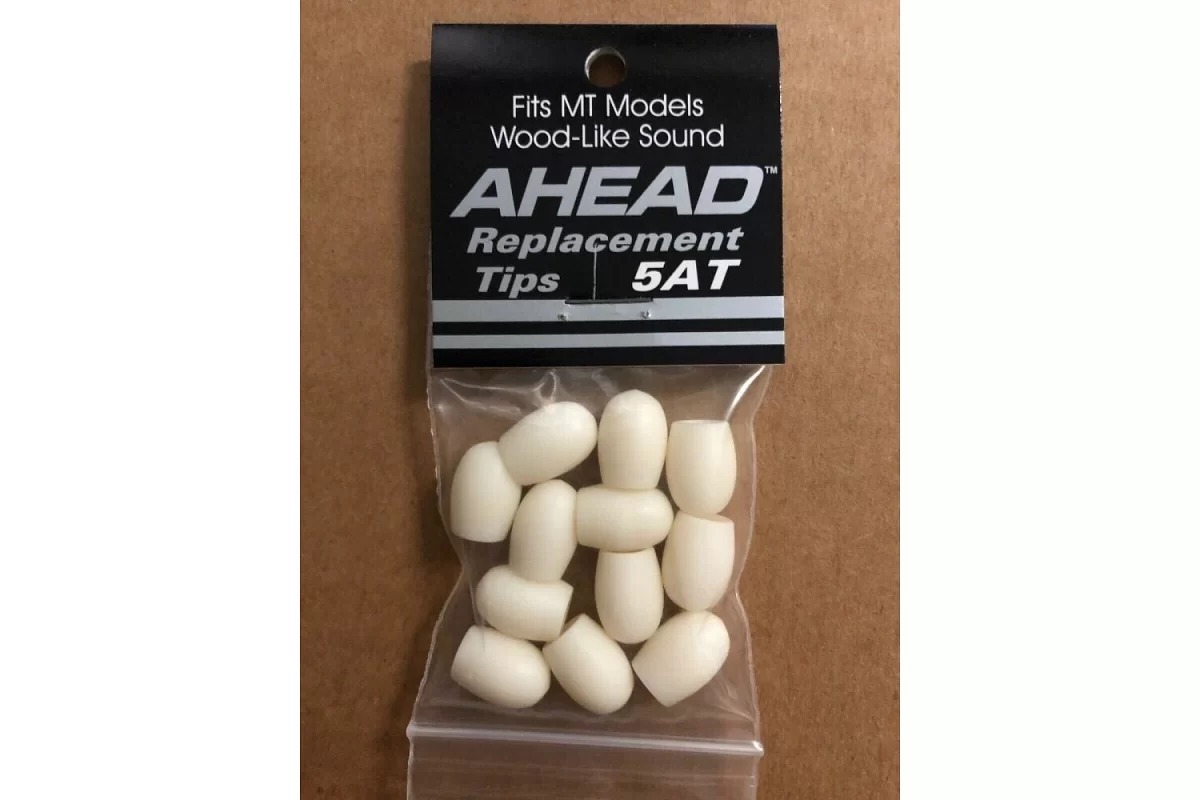 Fits MT Models
Wood-Like Sound
AHEAD™
Replacement
Tips 5AT